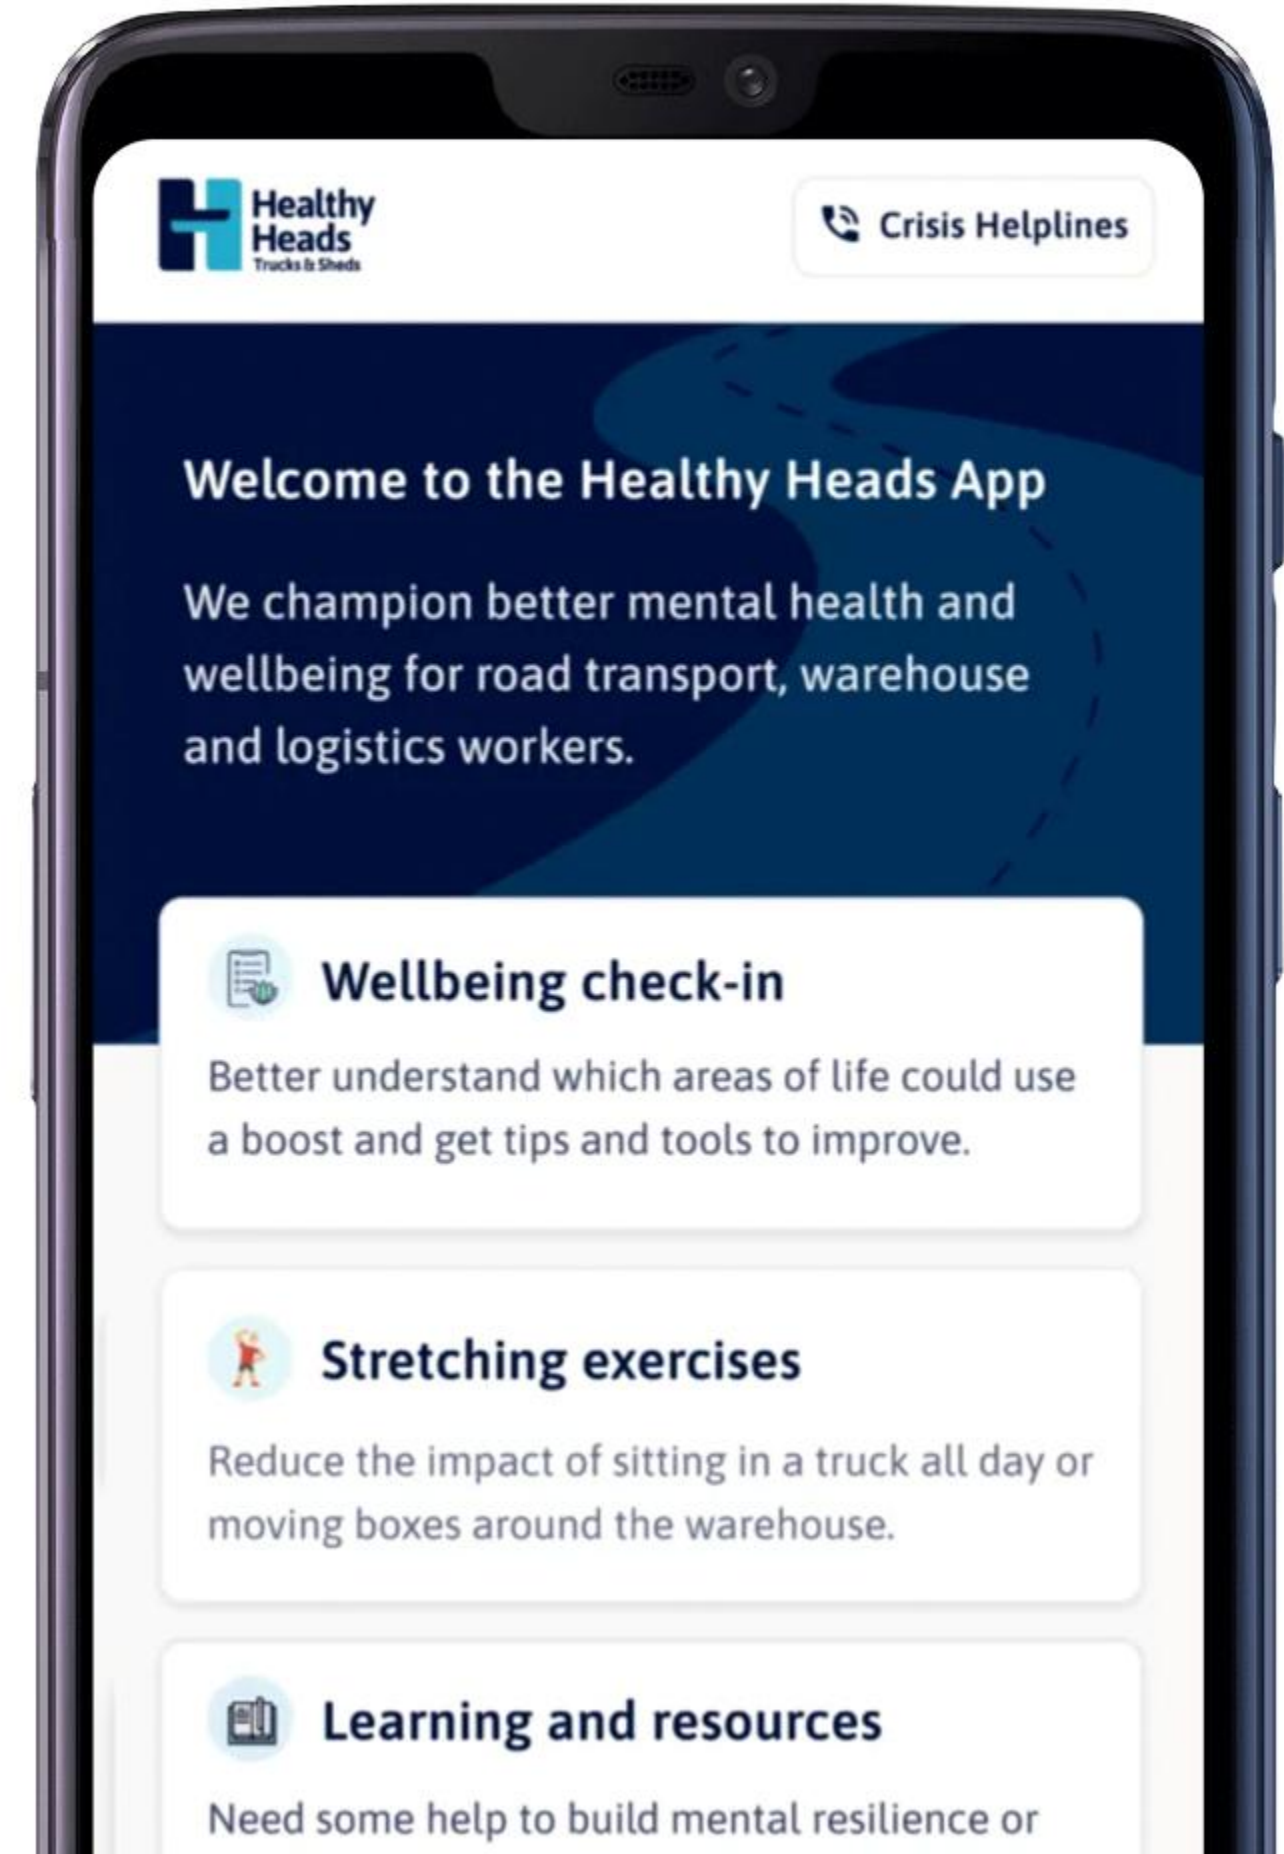 Healthy
Heads
Trucks & Sheds
Crisis Helplines
Welcome to the Healthy Heads App
We champion better mental health and
wellbeing for road transport, warehouse
and logistics workers.
Wellbeing check-in
Better understand which areas of life could use
a boost and get tips and tools to improve.
Stretching exercises
Reduce the impact of sitting in a truck all day or
moving boxes around the warehouse.
Learning and resources
Need some help to build mental resilience or